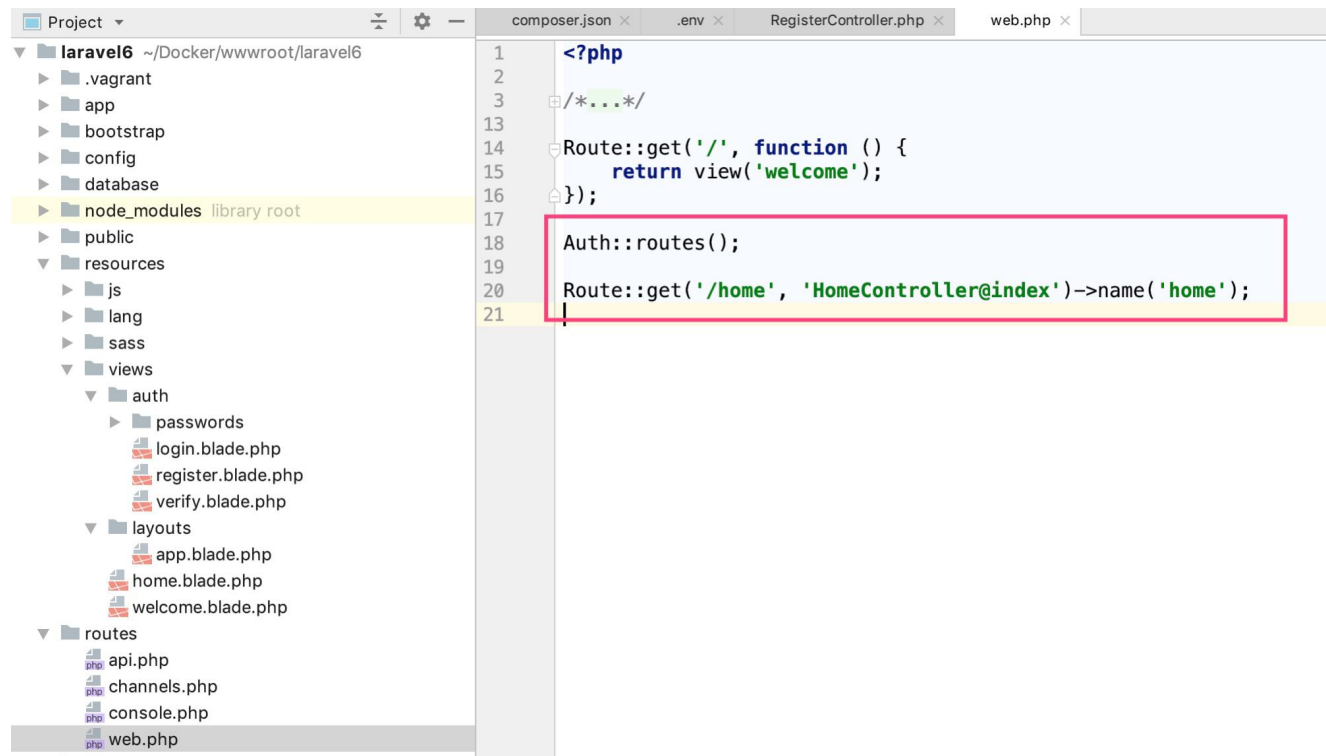 Project
composer.json
.env
RegisterController.php
web.php
laravel6 ~/Docker/wwwroot/laravel6
.vagrant
app
bootstrap
config
database
node_modules library root
public
resources
js
lang
sass
views
auth
passwords
login.blade.php
register.blade.php
verify.blade.php
layouts
app.blade.php
home.blade.php
welcome.blade.php
routes
php api.php
php channels.php
php console.php
php web.php
1 <?php
2
3 /*...*/
13
14 Route::get('/', function () {
15 return view('welcome');
16 });
17
18 Auth::routes();
19
20 Route::get('/home', 'HomeController@index')->name('home');
21